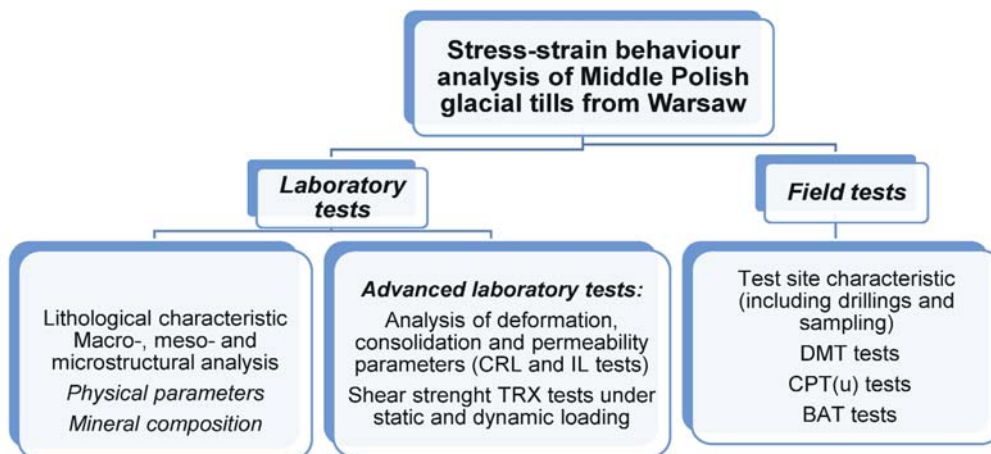 Stress-strain behaviour
analysis of Middle Polish
glacial tills from Warsaw
Laboratory
tests
Field tests
Lithological characteristic
Macro-, meso- and
microstructural analysis
Physical parameters
Mineral composition
Advanced laboratory tests:
Analysis of deformation,
consolidation and permeability
parameters (CRL and IL tests)
Shear strenght TRX tests under
static and dynamic loading
Test site characteristic
(including drillings and
sampling)
DMT tests
CPT(u) tests
BAT tests